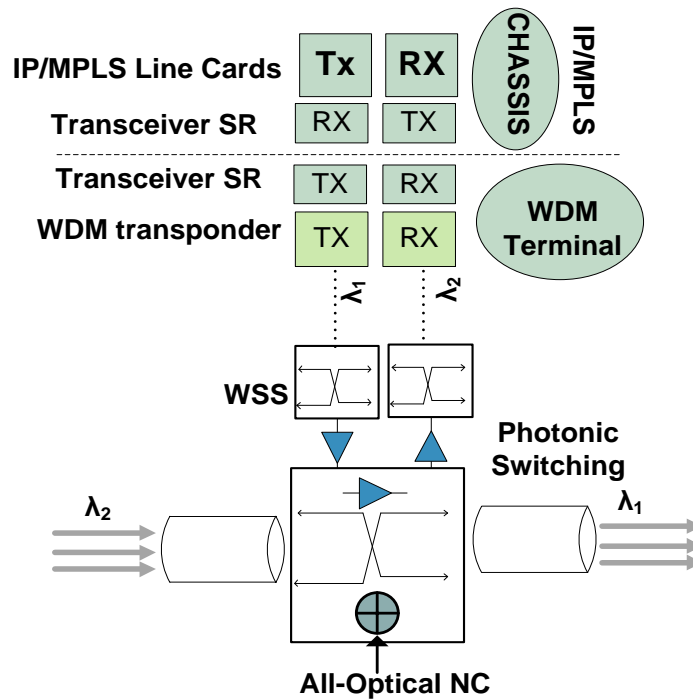 IP/MPLS Line Cards
Tx
RX
CHASSIS
IP/MPLS
Transceiver SR
RX
TX
Transceiver SR
TX
RX
WDM transponder
TX
RX
WDM
Terminal
λ1
λ2
WSS
Photonic
Switching
λ2
λ1
All-Optical NC